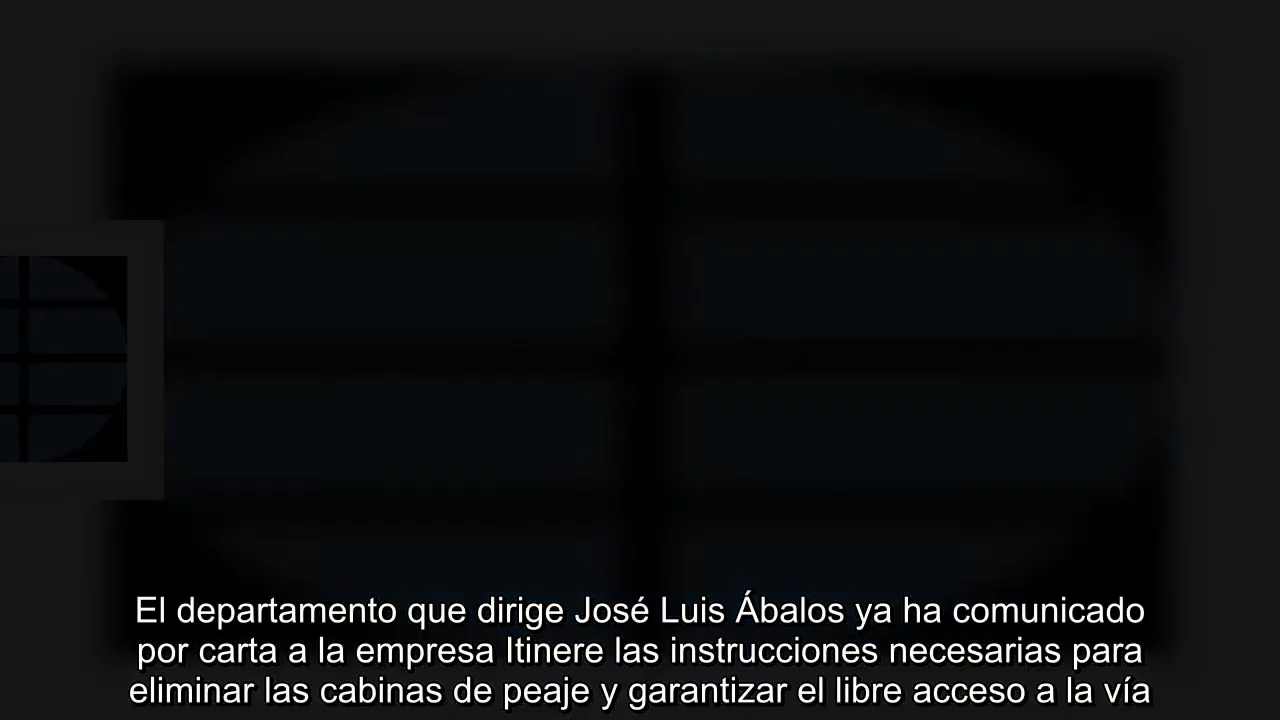 El departamento que dirige José Luis Ábalos ya ha comunicado
por carta a la empresa Itinere las instrucciones necesarias para
eliminar las cabinas de peaje y garantizar el libre acceso a la vía